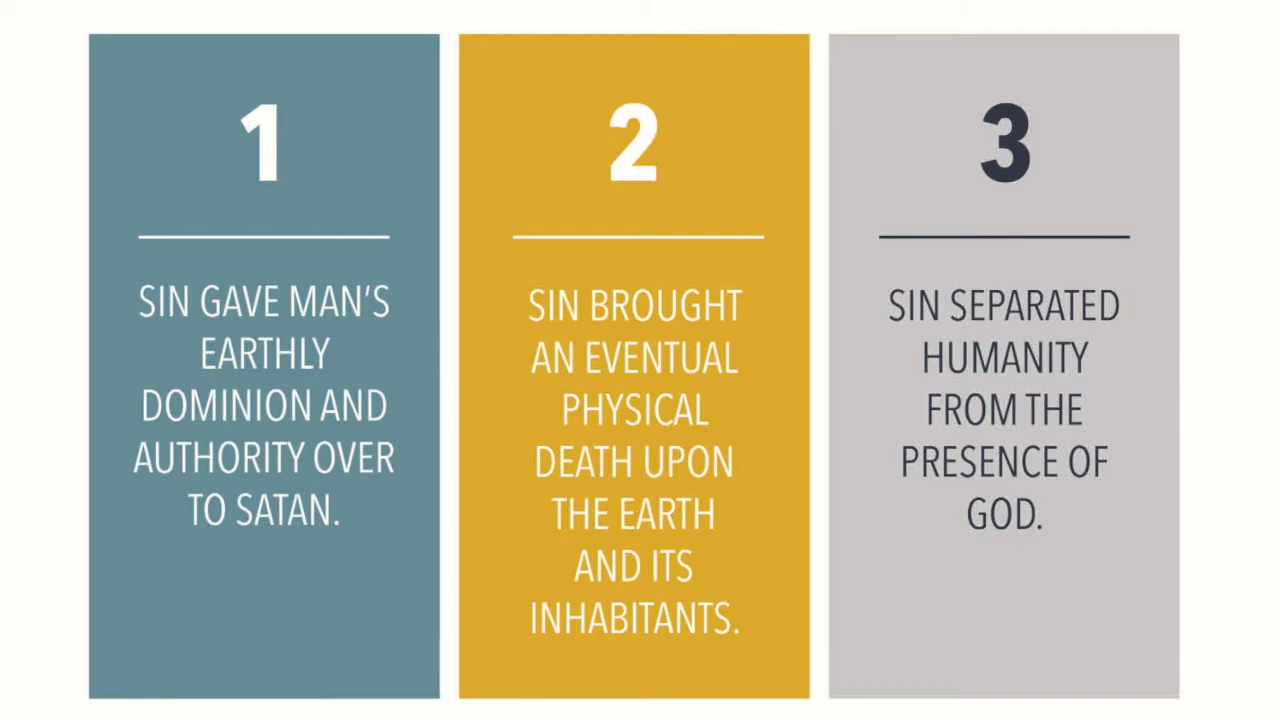 1
SIN GAVE MAN'S
EARTHLY
DOMINION AND
AUTHORITY OVER
TO SATAN.
2
SIN BROUGHT
AN EVENTUAL
PHYSICAL
DEATH UPON
THE EARTH
AND ITS
INHABITANTS.
3
SIN SEPARATED
HUMANITY
FROM THE
PRESENCE OF
GOD.